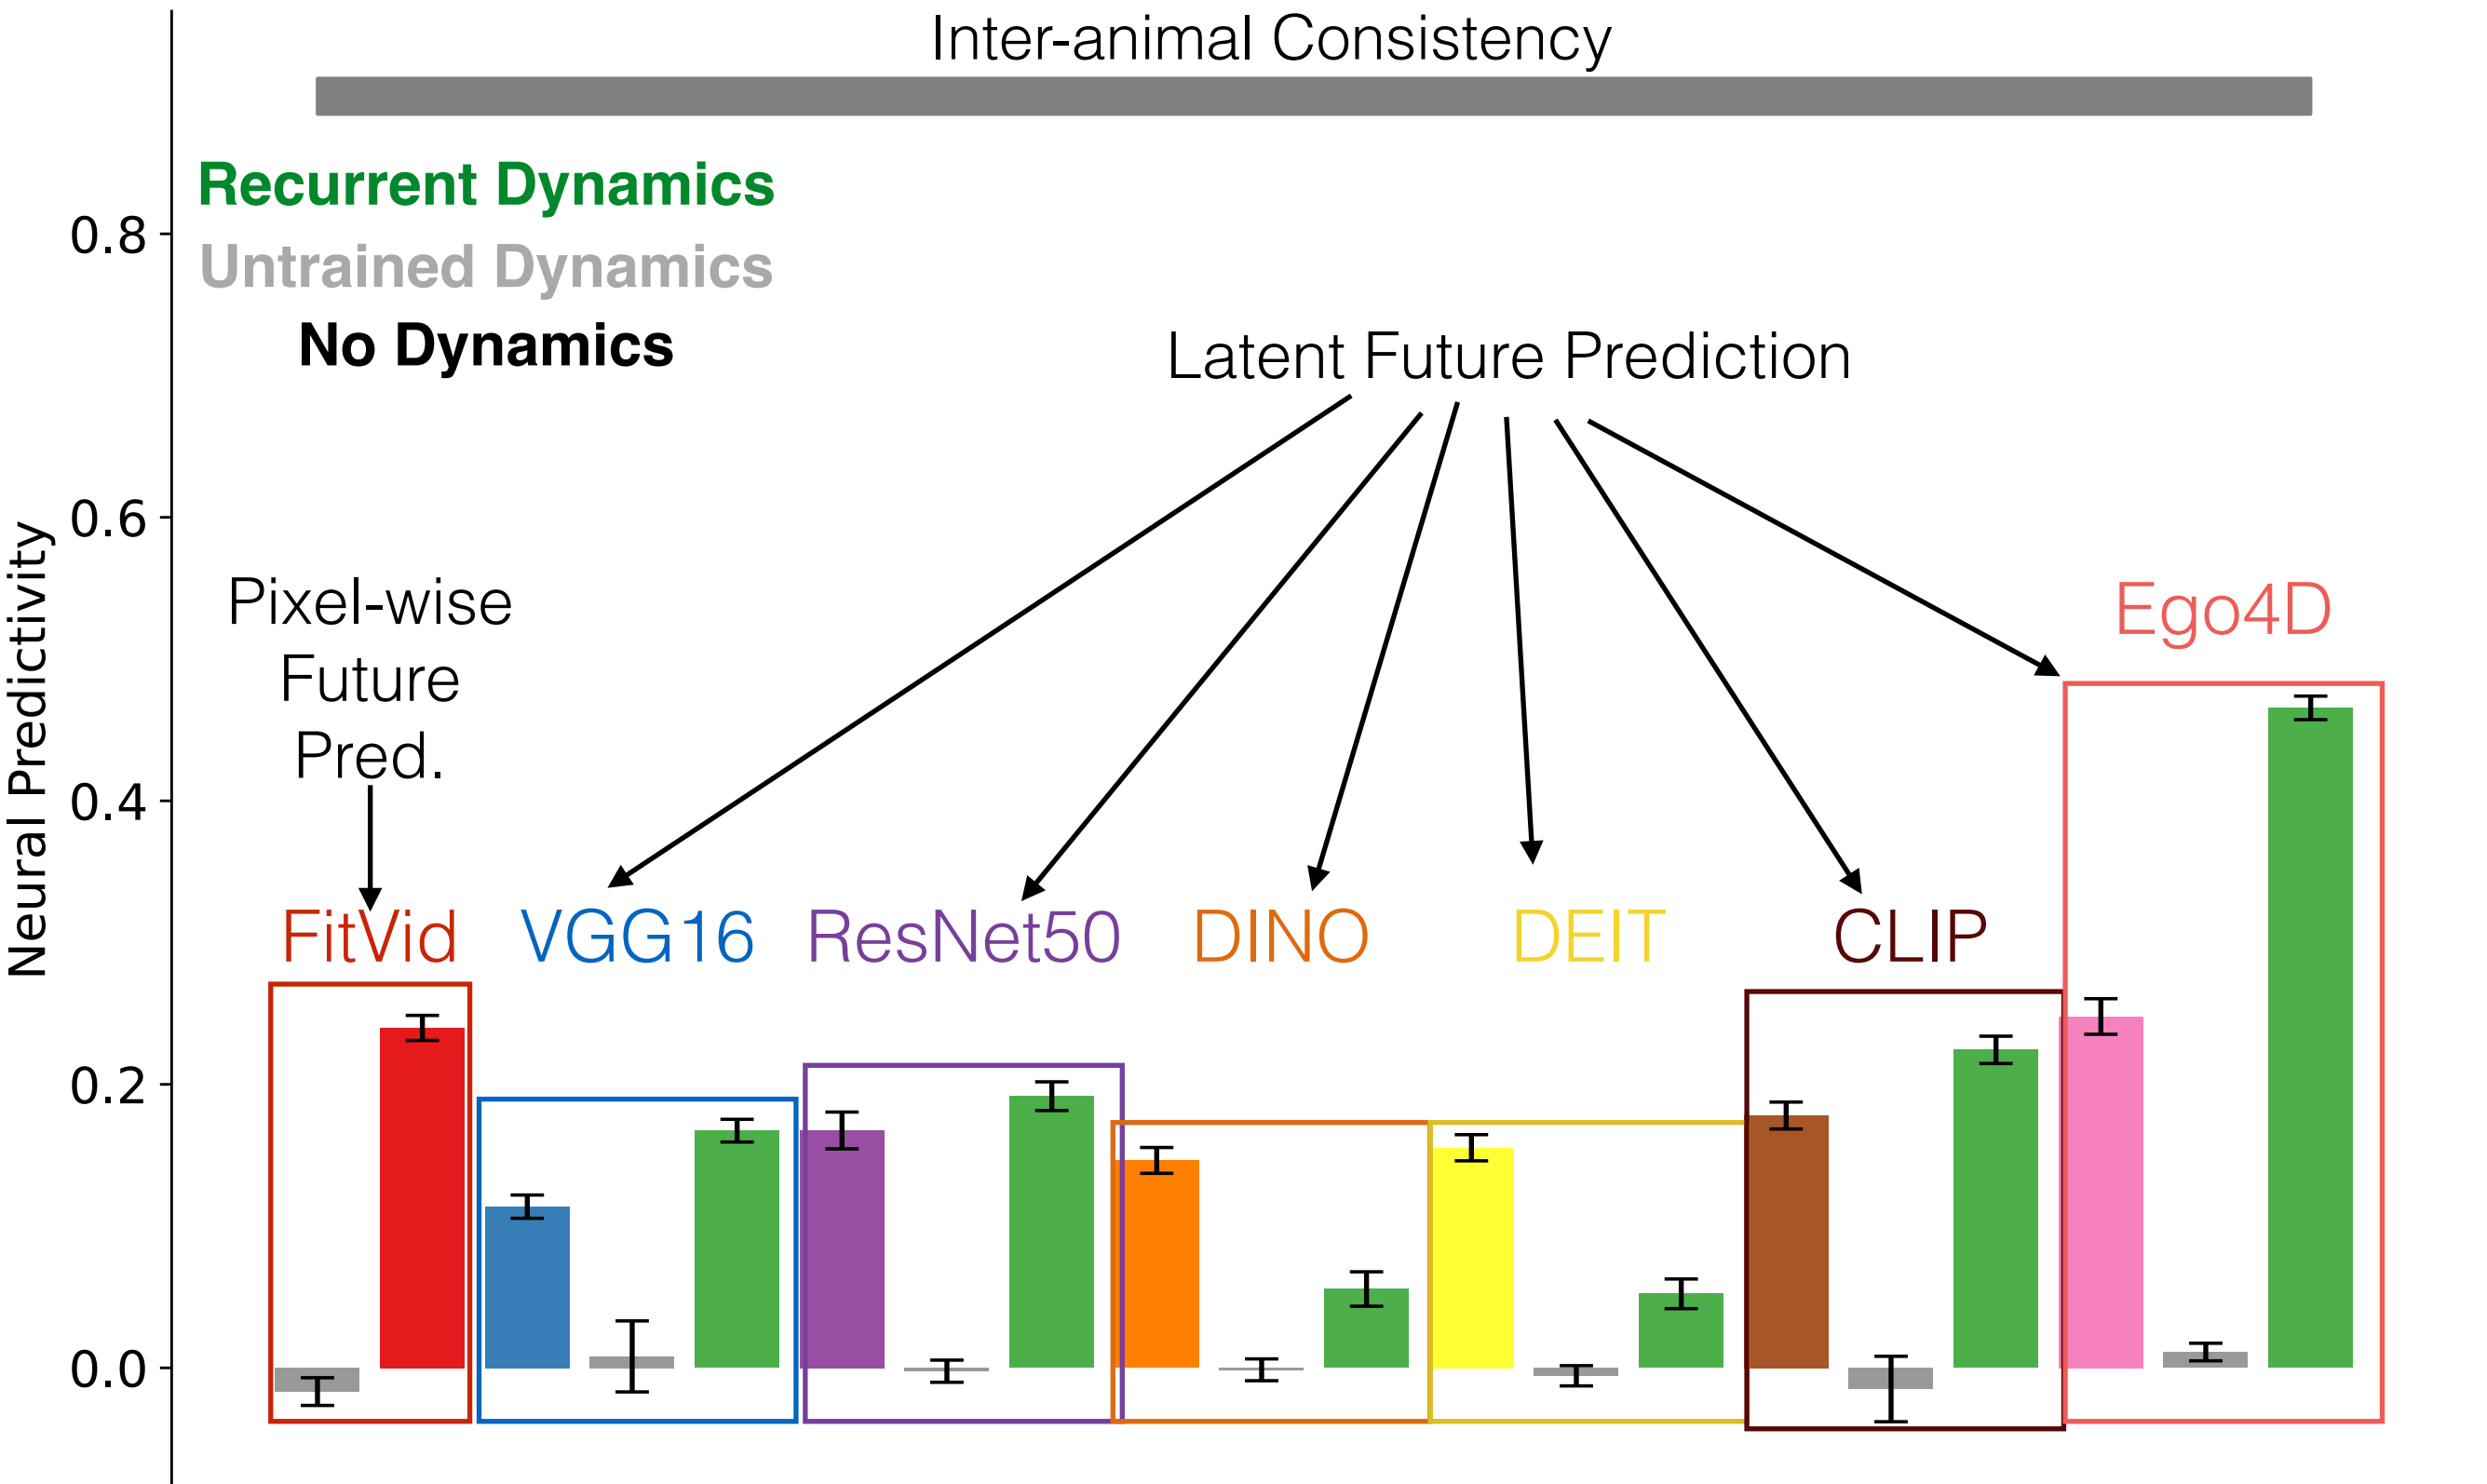 Inter-animal Consistency
Recurrent Dynamics
Untrained Dynamics
No Dynamics
Latent Future Prediction
Pixel-wise
Future
Pred.
Ego4D
FitVid
VGG16
ResNet50
DINO
DEIT
CLIP
Neural Predictivity
0.8
0.6
0.4
0.2
0.0